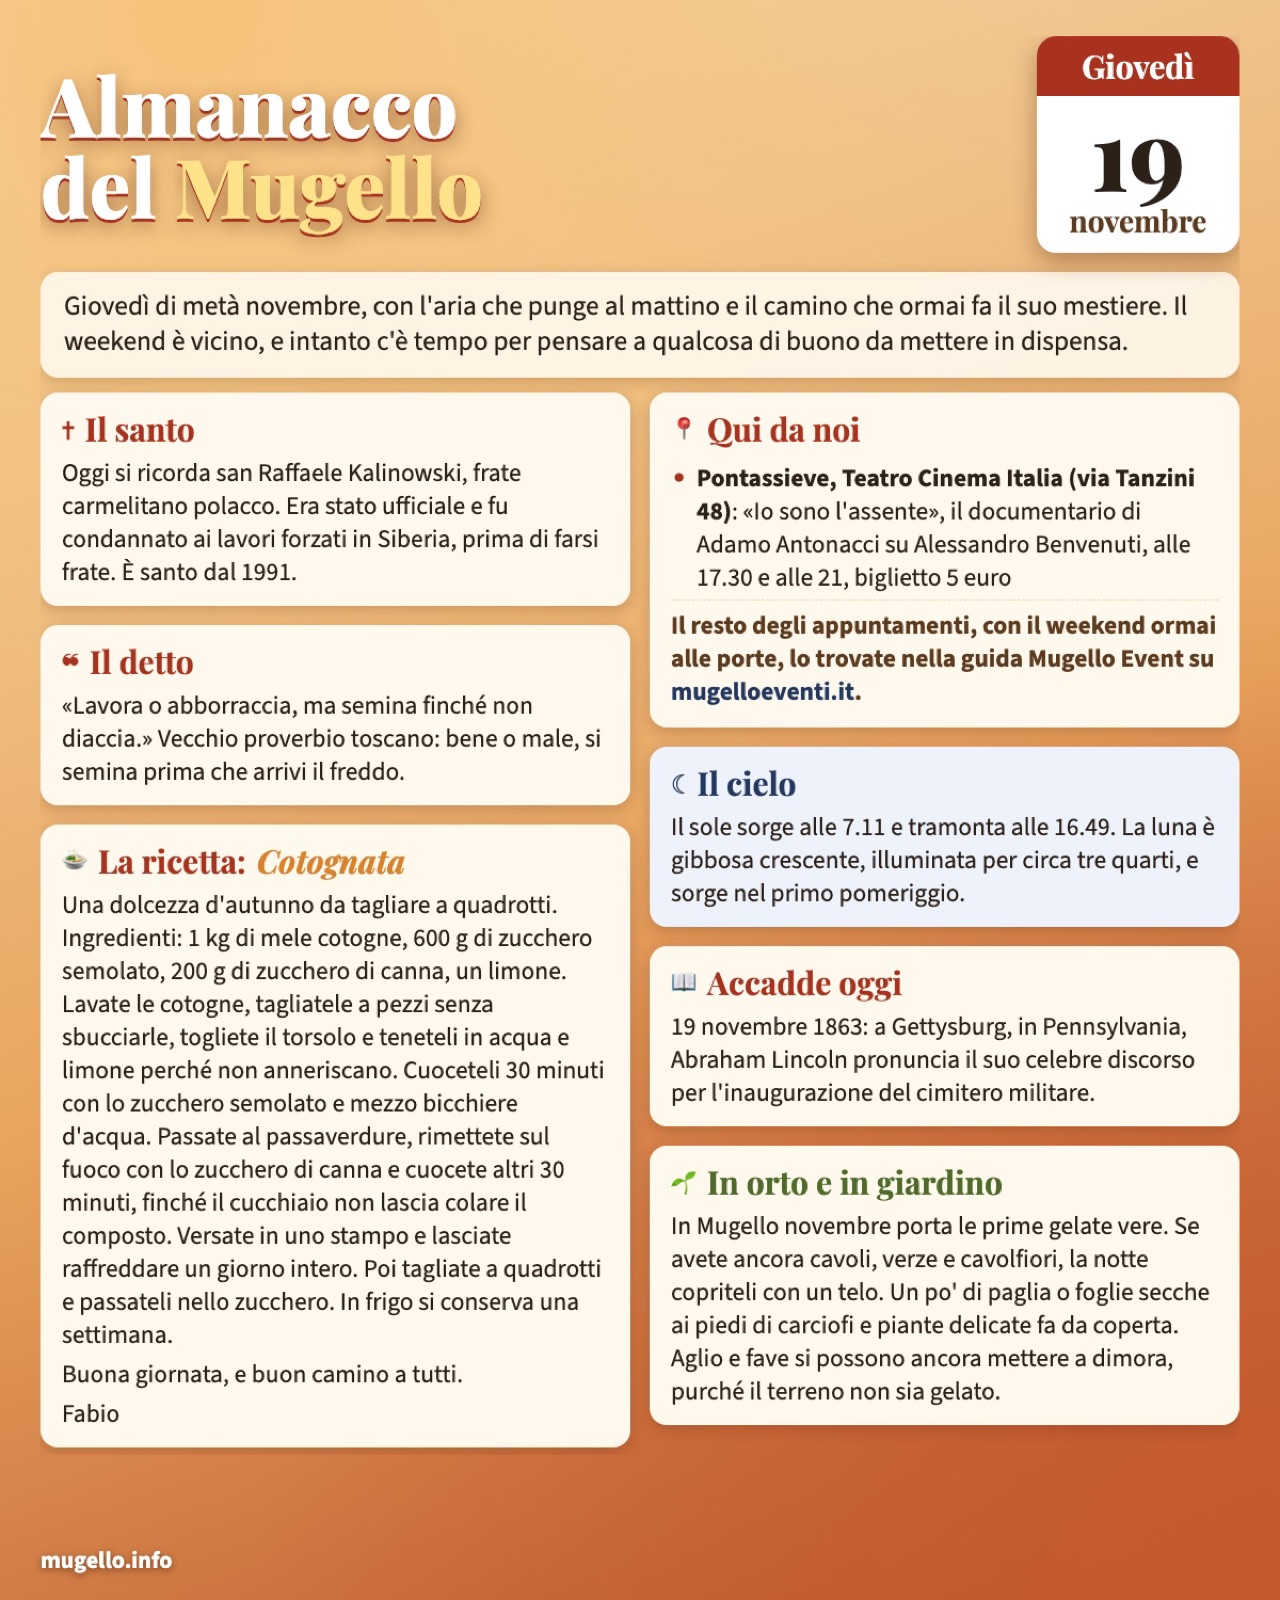 Almanacco
del Mugello
Giovedì
19
novembre
Giovedì di metà novembre, con l'aria che punge al mattino e il camino che ormai fa il suo mestiere. Il
weekend è vicino, e intanto c'è tempo per pensare a qualcosa di buono da mettere in dispensa.
✝ Il santo
Oggi si ricorda san Raffaele Kalinowski, frate
carmelitano polacco. Era stato ufficiale e fu
condannato ai lavori forzati in Siberia, prima di farsi
frate. È santo dal 1991.
❝ Il detto
«Lavora o abborraccia, ma semina finché non
diaccia.» Vecchio proverbio toscano: bene o male, si
semina prima che arrivi il freddo.
La ricetta: Cotognata
Una dolcezza d'autunno da tagliare a quadrotti.
Ingredienti: 1 kg di mele cotogne, 600 g di zucchero
semolato, 200 g di zucchero di canna, un limone.
Lavate le cotogne, tagliatele a pezzi senza
sbucciarle, togliete il torsolo e teneteli in acqua e
limone perché non anneriscano. Cuoceteli 30 minuti
con lo zucchero semolato e mezzo bicchiere
d'acqua. Passate al passaverdure, rimettete sul
fuoco con lo zucchero di canna e cuocete altri 30
minuti, finché il cucchiaio non lascia colare il
composto. Versate in uno stampo e lasciate
raffreddare un giorno intero. Poi tagliate a quadrotti
e passateli nello zucchero. In frigo si conserva una
settimana.
Buona giornata, e buon camino a tutti.
Fabio
Qui da noi
• Pontassieve, Teatro Cinema Italia (via Tanzini
48): «Io sono l'assente», il documentario di
Adamo Antonacci su Alessandro Benvenuti, alle
17.30 e alle 21, biglietto 5 euro
Il resto degli appuntamenti, con il weekend ormai
alle porte, lo trovate nella guida Mugello Event su
mugelloeventi.it.
Il cielo
Il sole sorge alle 7.11 e tramonta alle 16.49. La luna è
gibbosa crescente, illuminata per circa tre quarti, e
sorge nel primo pomeriggio.
Accadde oggi
19 novembre 1863: a Gettysburg, in Pennsylvania,
Abraham Lincoln pronuncia il suo celebre discorso
per l'inaugurazione del cimitero militare.
In orto e in giardino
In Mugello novembre porta le prime gelate vere. Se
avete ancora cavoli, verze e cavolfiori, la notte
copriteli con un telo. Un po' di paglia o foglie secche
ai piedi di carciofi e piante delicate fa da coperta.
Aglio e fave si possono ancora mettere a dimora,
purché il terreno non sia gelato.
mugello.info